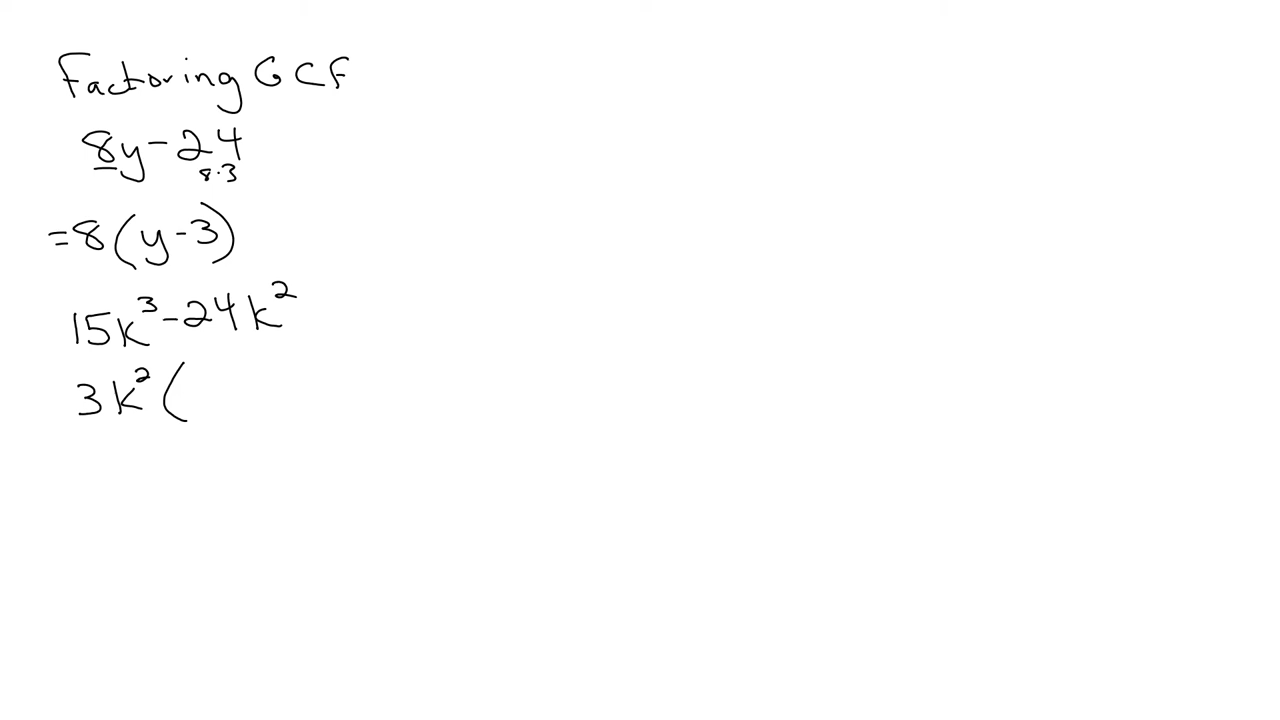 Factoring GCF
8y-24
8·3
=8(y-3)
15k³-24k²
3k²(